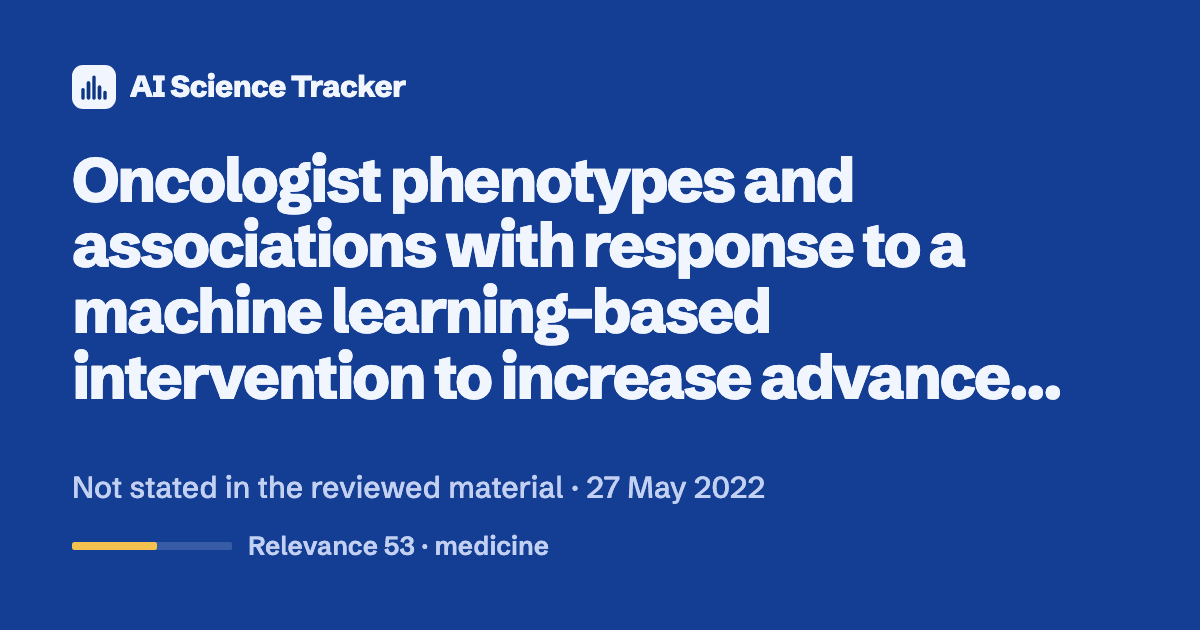 AI Science Tracker
Oncologist phenotypes and
associations with response to a
machine learning-based
intervention to increase advance...
Not stated in the reviewed material · 27 May 2022
Relevance 53 · medicine